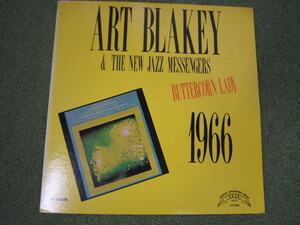 ART BLAKEY
& THE NEW JAZZ MESSENGERS
BUTTERCORN LADY
1966